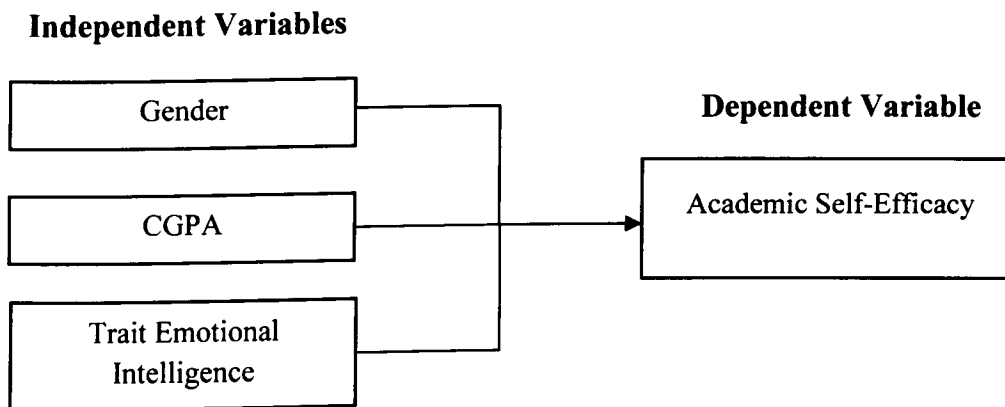 Independent Variables
Gender
CGPA
Trait Emotional
Intelligence
Dependent Variable
Academic Self-Efficacy